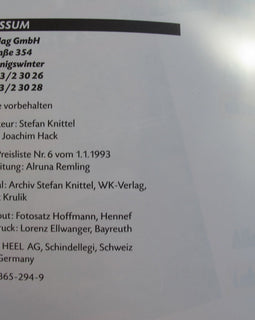 SSUM
lag GmbH
aße 354
nigswinter
3/2 30 26
3/2 30 28
e vorbehalten
eur: Stefan Knittel
Joachim Hack
Preisliste Nr. 6 vom 1.1.1993
itung: Alruna Remling
al: Archiv Stefan Knittel, WK-Verlag,
Krulik
out: Fotosatz Hoffmann, Hennef
ruck: Lorenz Ellwanger, Bayreuth
HEEL AG, Schindellegi, Schweiz
Germany
365-294-9